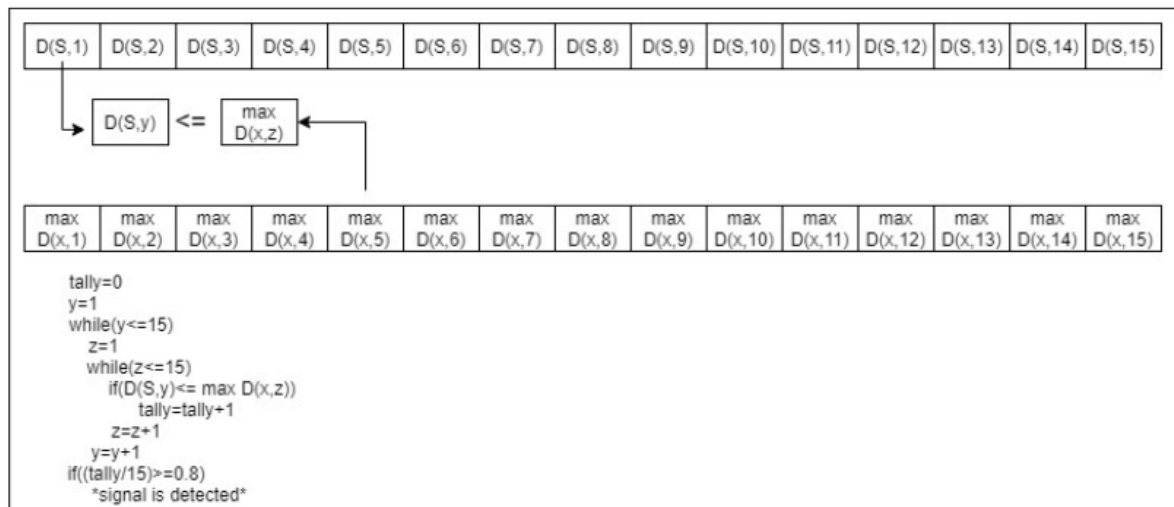 D(S,1) D(S,2) D(S,3) D(S,4) D(S,5) D(S,6) D(S,7) D(S,8) D(S,9) D(S,10) D(S,11) D(S,12) D(S,13) D(S,14) D(S,15)
D(S,y) <= max D(x,z)
max D(x,1) max D(x,2) max D(x,3) max D(x,4) max D(x,5) max D(x,6) max D(x,7) max D(x,8) max D(x,9) max D(x,10) max D(x,11) max D(x,12) max D(x,13) max D(x,14) max D(x,15)
tally=0
y=1
while(y<=15)
z=1
while(z<=15)
if(D(S,y)<= max D(x,z))
tally=tally+1
z=z+1
y=y+1
if((tally/15)>=0.8)
*signal is detected*